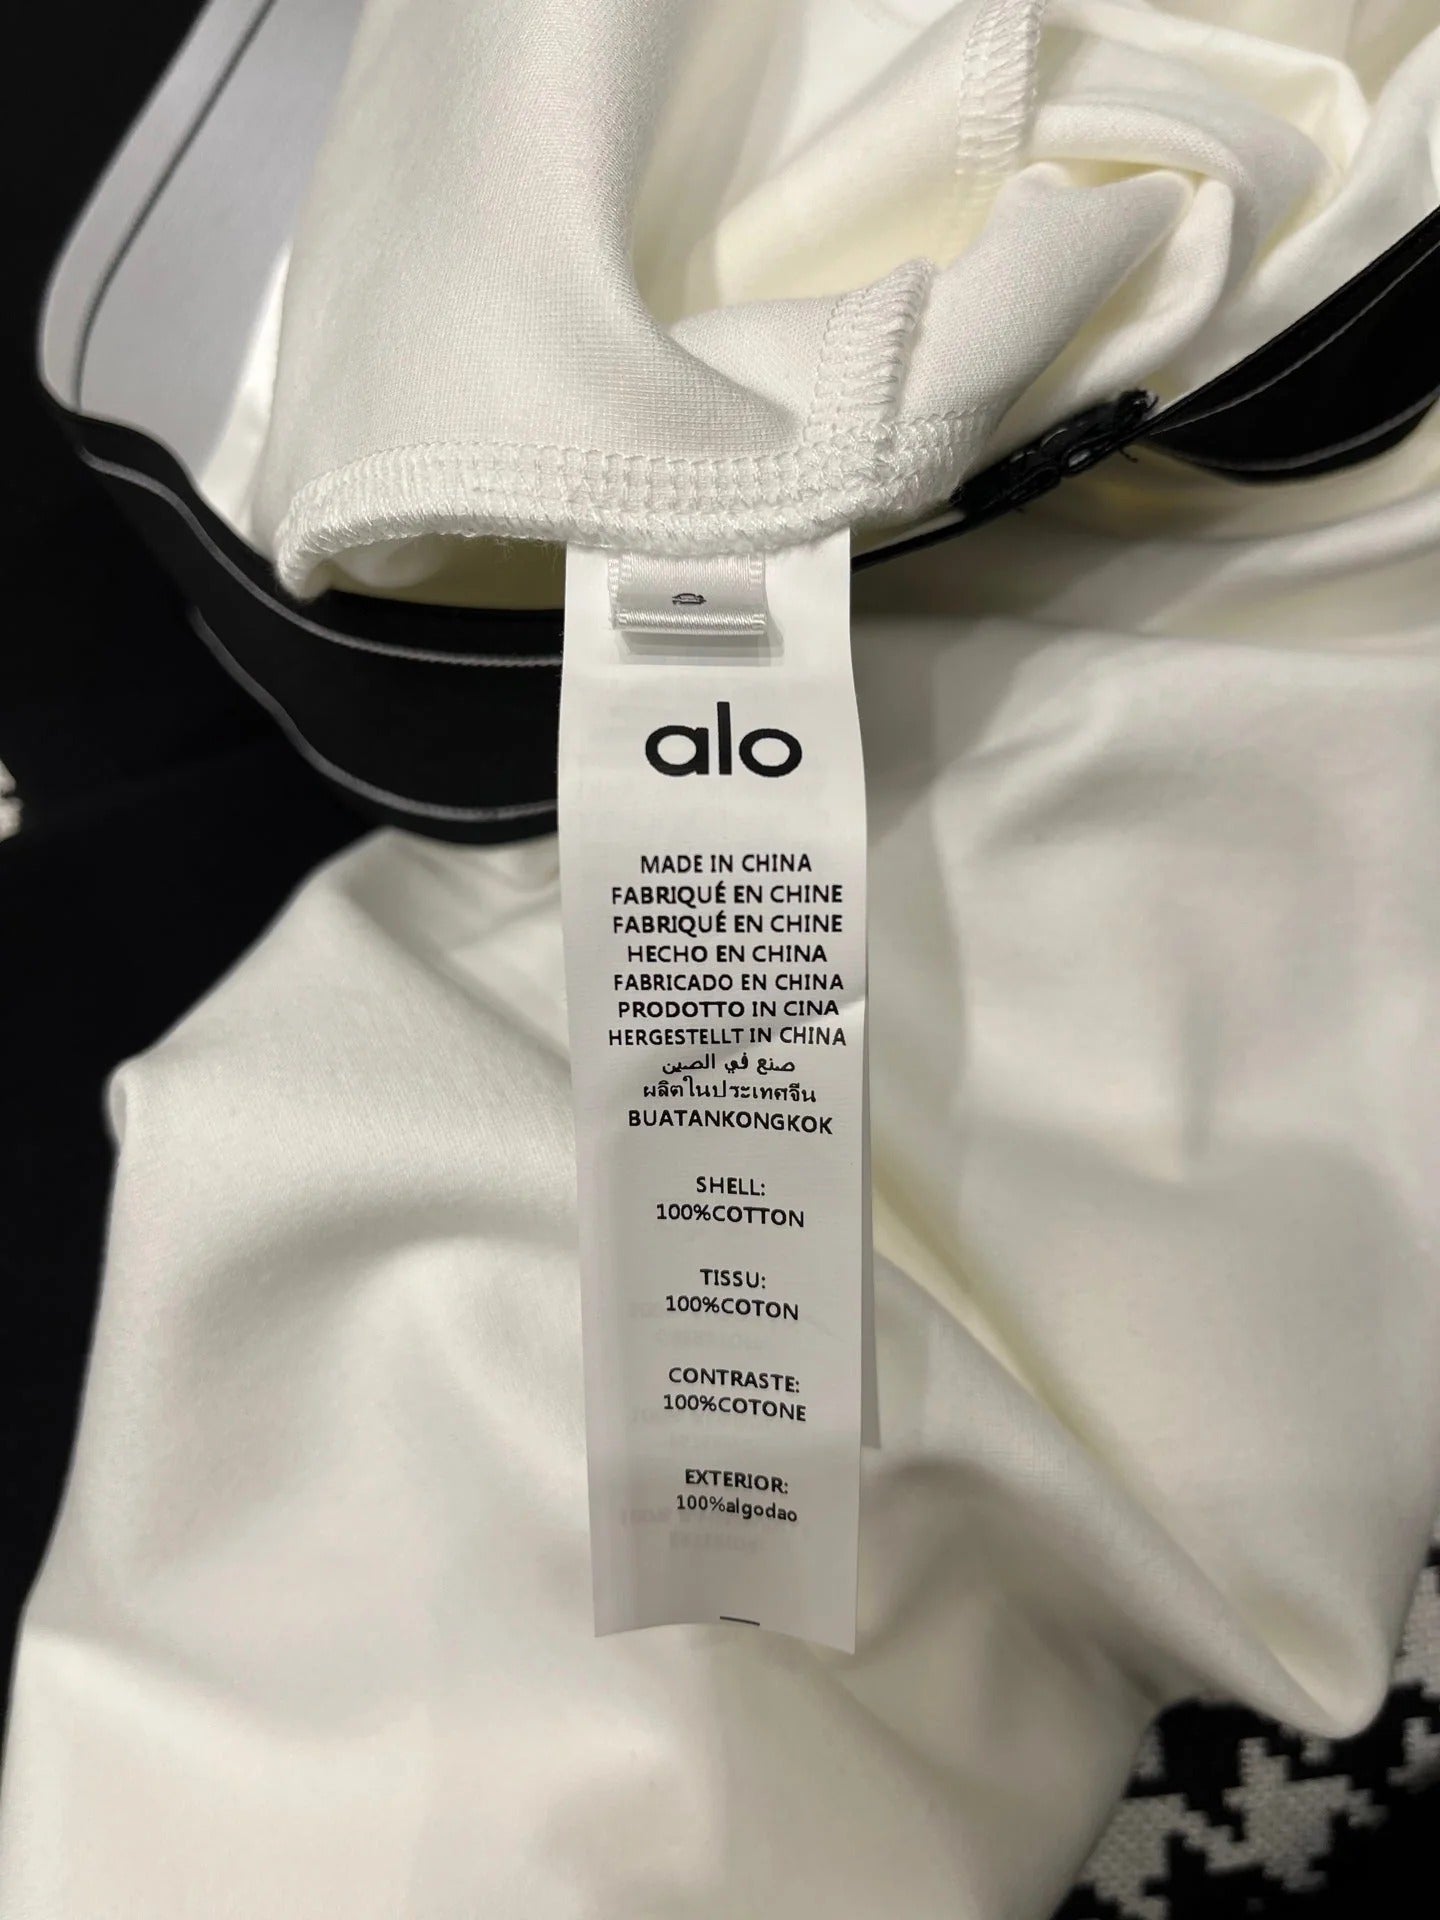 alo
MADE IN CHINA
FABRIQUÉ EN CHINE
FABRIQUÉ EN CHINE
HECHO EN CHINA
FABRICADO EN CHINA
PRODOTTO IN CINA
HERGESTELLT IN CHINA
صنع في الصين
ผลิตในประเทศจีน
BUATANKONGKOK
SHELL:
100%COTTON
TISSU:
100%COTON
CONTRASTE:
100%COTONE
EXTERIOR:
100%algodao